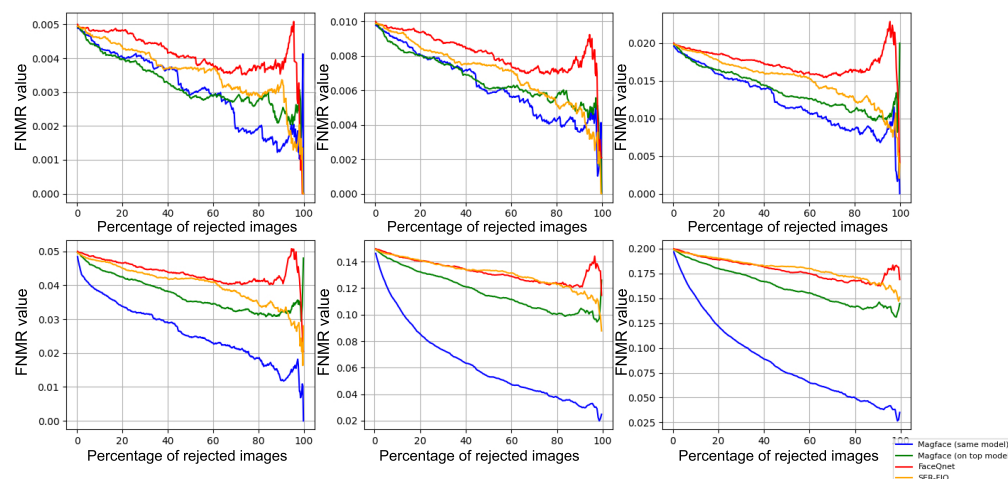 0.005
0.004
0.003
0.002
0.001
0.000
FNMR value
0 20 40 60 80 100
Percentage of rejected images
0.010
0.008
0.006
0.004
0.002
0.000
FNMR value
0 20 40 60 80 100
Percentage of rejected images
0.020
0.015
0.010
0.005
0.000
FNMR value
0 20 40 60 80 100
Percentage of rejected images
0.05
0.04
0.03
0.02
0.01
0.00
FNMR value
0 20 40 60 80 100
Percentage of rejected images
0.14
0.12
0.10
0.08
0.06
0.04
0.02
FNMR value
0 20 40 60 80 100
Percentage of rejected images
0.200
0.175
0.150
0.125
0.100
0.075
0.050
0.025
FNMR value
0 20 40 60 80 100
Percentage of rejected images
Magface (same model)
Magface (on top model
FaceQnet
SER-FIQ